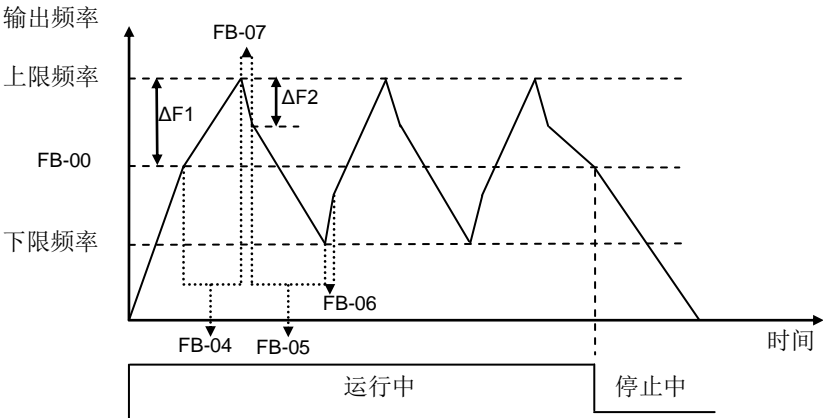 输出频率
FB-07
上限频率
ΔF1
ΔF2
FB-00
下限频率
FB-06
FB-04
FB-05
时间
运行中
停止中